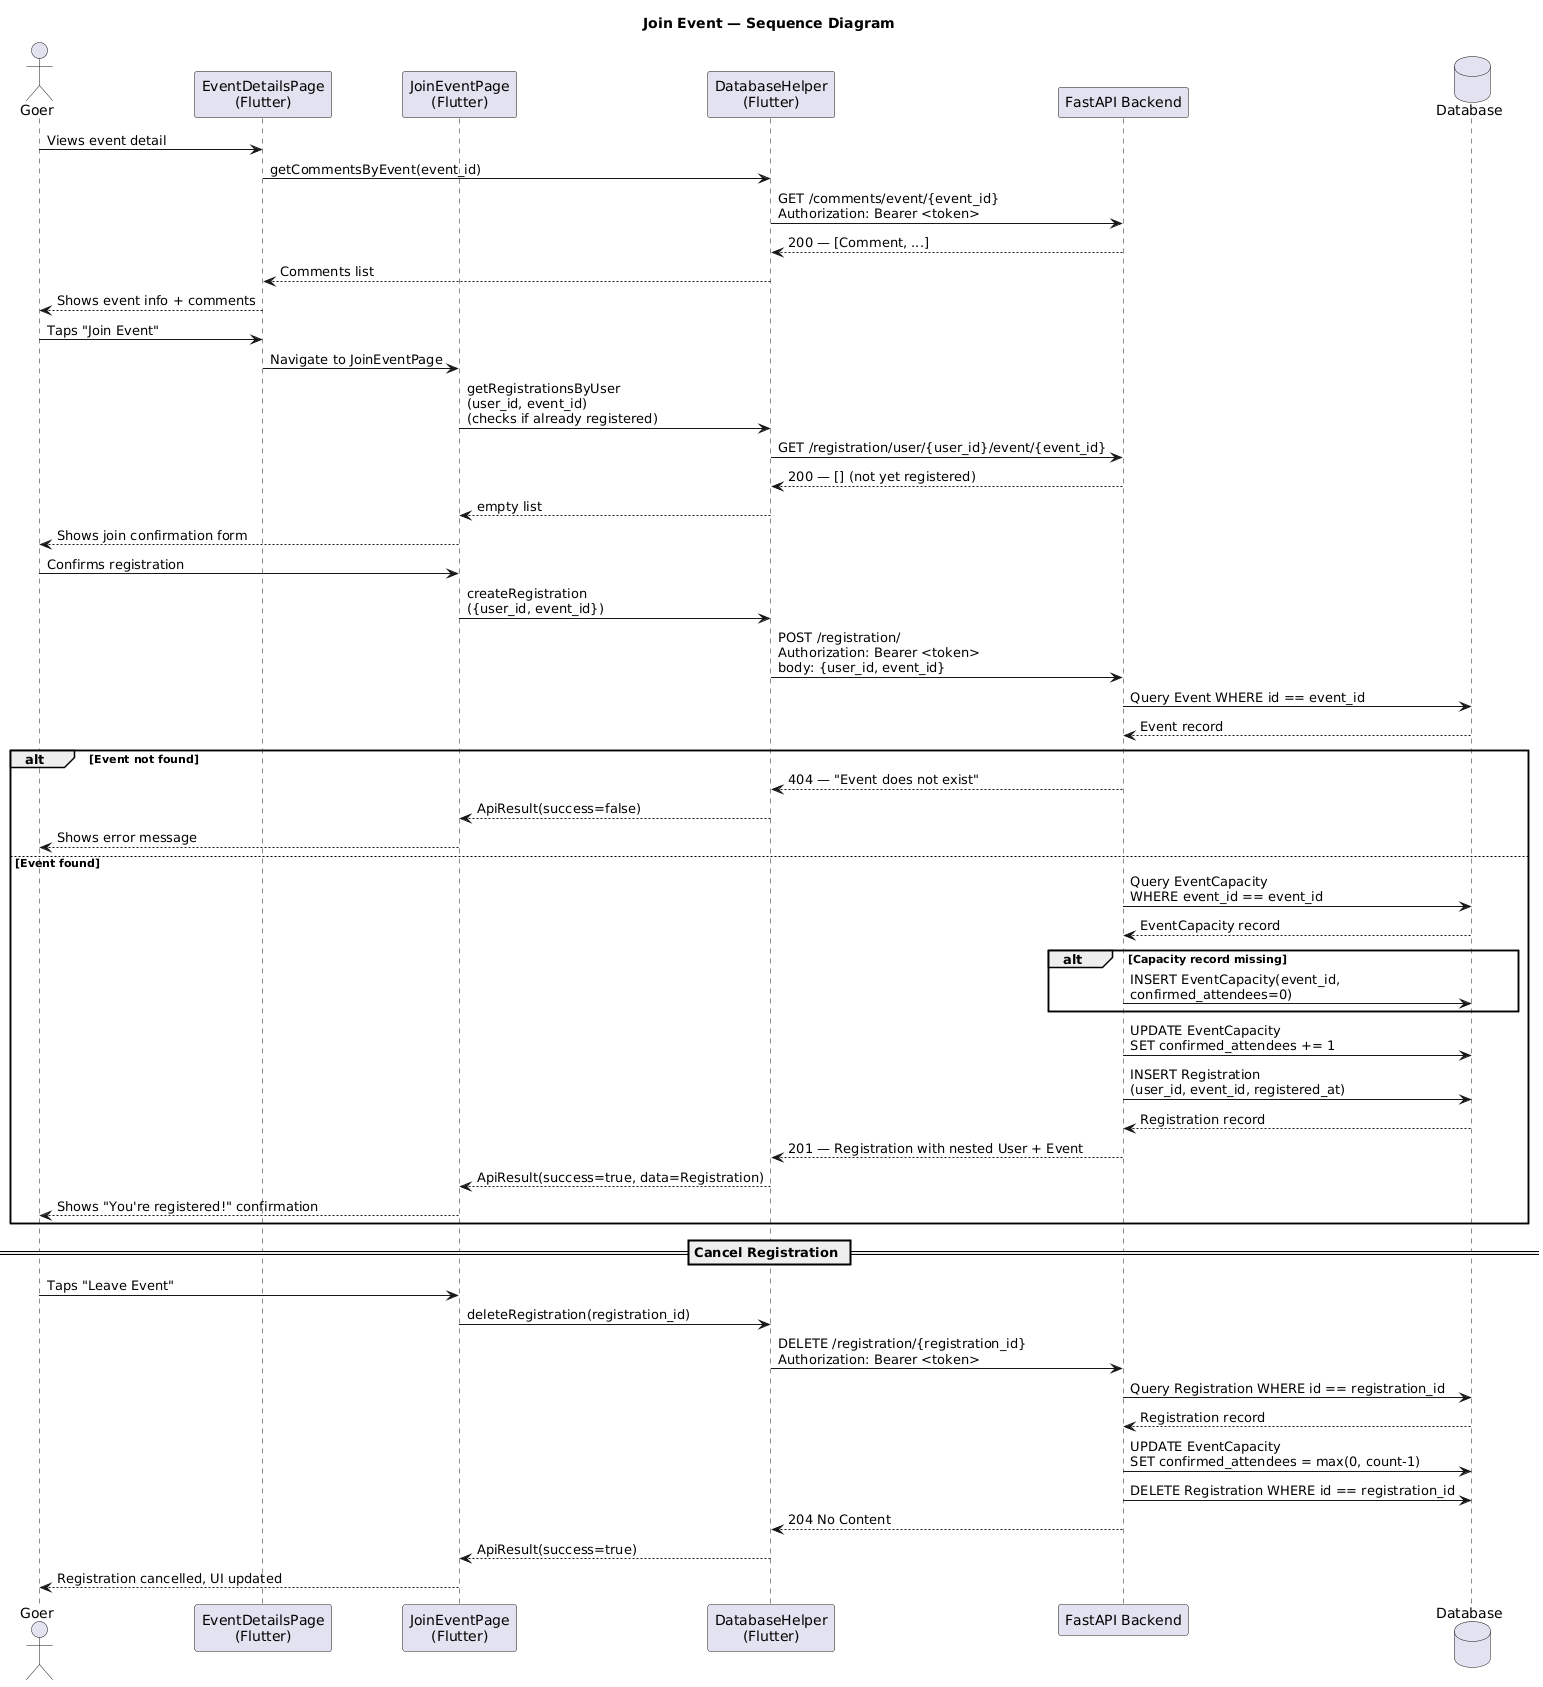 Join Event — Sequence Diagram
Goer
EventDetailsPage
(Flutter)
JoinEventPage
(Flutter)
DatabaseHelper
(Flutter)
FastAPI Backend
Database
Views event detail
getCommentsByEvent(event_id)
GET /comments/event/{event_id}
Authorization: Bearer <token>
200 — [Comment, ...]
Comments list
Shows event info + comments
Taps "Join Event"
Navigate to JoinEventPage
getRegistrationsByUser
(user_id, event_id)
(checks if already registered)
GET /registration/user/{user_id}/event/{event_id}
200 — [] (not yet registered)
empty list
Shows join confirmation form
Confirms registration
createRegistration
({user_id, event_id})
POST /registration/
Authorization: Bearer <token>
body: {user_id, event_id}
Query Event WHERE id == event_id
Event record
alt [Event not found]
404 — "Event does not exist"
ApiResult(success=false)
Shows error message
[Event found]
Query EventCapacity
WHERE event_id == event_id
EventCapacity record
alt [Capacity record missing]
INSERT EventCapacity(event_id,
confirmed_attendees=0)
UPDATE EventCapacity
SET confirmed_attendees += 1
INSERT Registration
(user_id, event_id, registered_at)
Registration record
201 — Registration with nested User + Event
ApiResult(success=true, data=Registration)
Shows "You're registered!" confirmation
Cancel Registration
Taps "Leave Event"
deleteRegistration(registration_id)
DELETE /registration/{registration_id}
Authorization: Bearer <token>
Query Registration WHERE id == registration_id
Registration record
UPDATE EventCapacity
SET confirmed_attendees = max(0, count-1)
DELETE Registration WHERE id == registration_id
204 No Content
ApiResult(success=true)
Registration cancelled, UI updated
Goer
EventDetailsPage
(Flutter)
JoinEventPage
(Flutter)
DatabaseHelper
(Flutter)
FastAPI Backend
Database